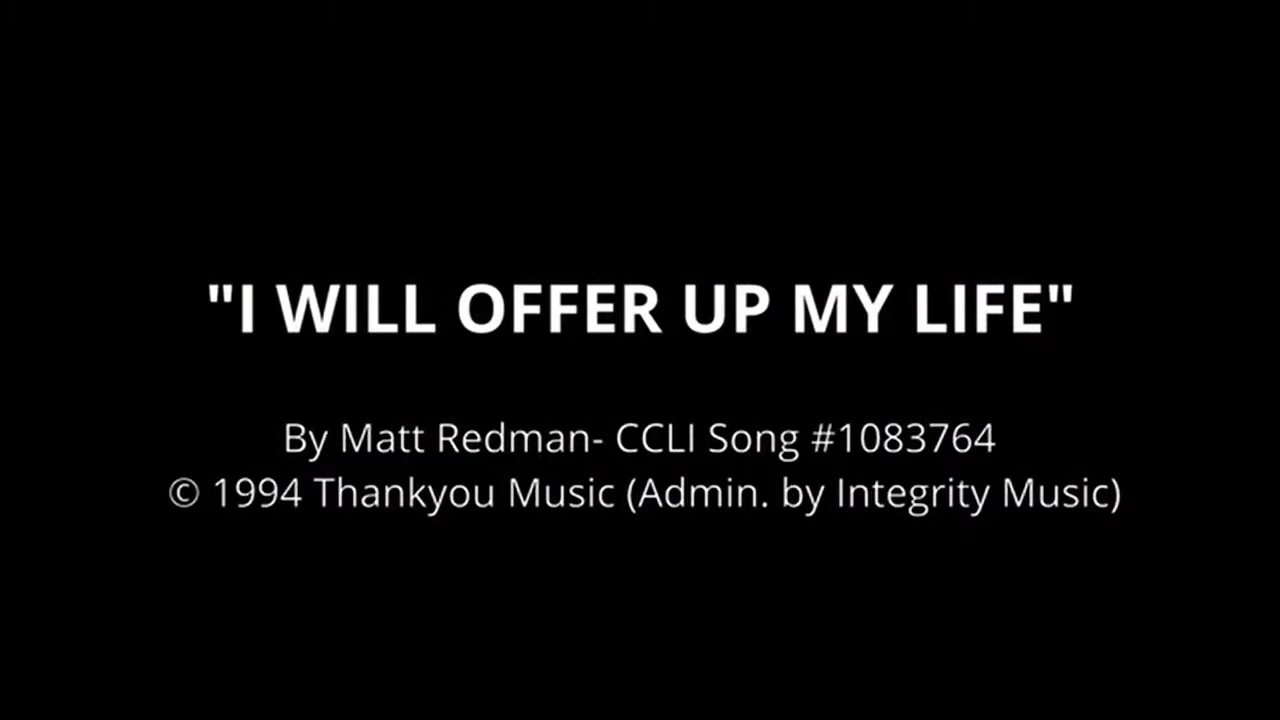 "I WILL OFFER UP MY LIFE"
By Matt Redman- CCLI Song #1083764
© 1994 Thankyou Music (Admin. by Integrity Music)